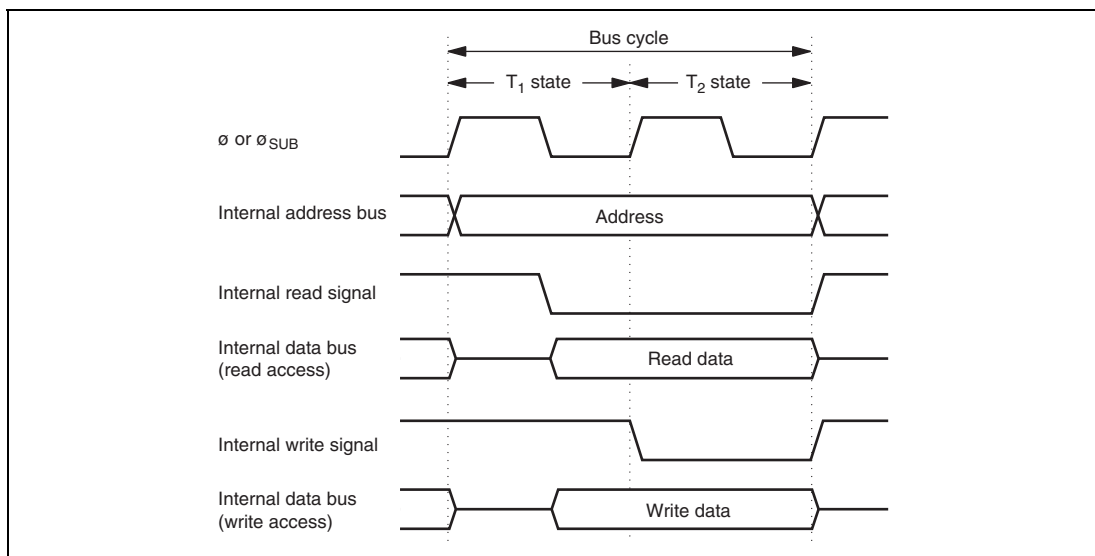 Bus cycle
T1 state
T2 state
ø or øSUB
Internal address bus
Address
Internal read signal
Internal data bus
(read access)
Read data
Internal write signal
Internal data bus
(write access)
Write data